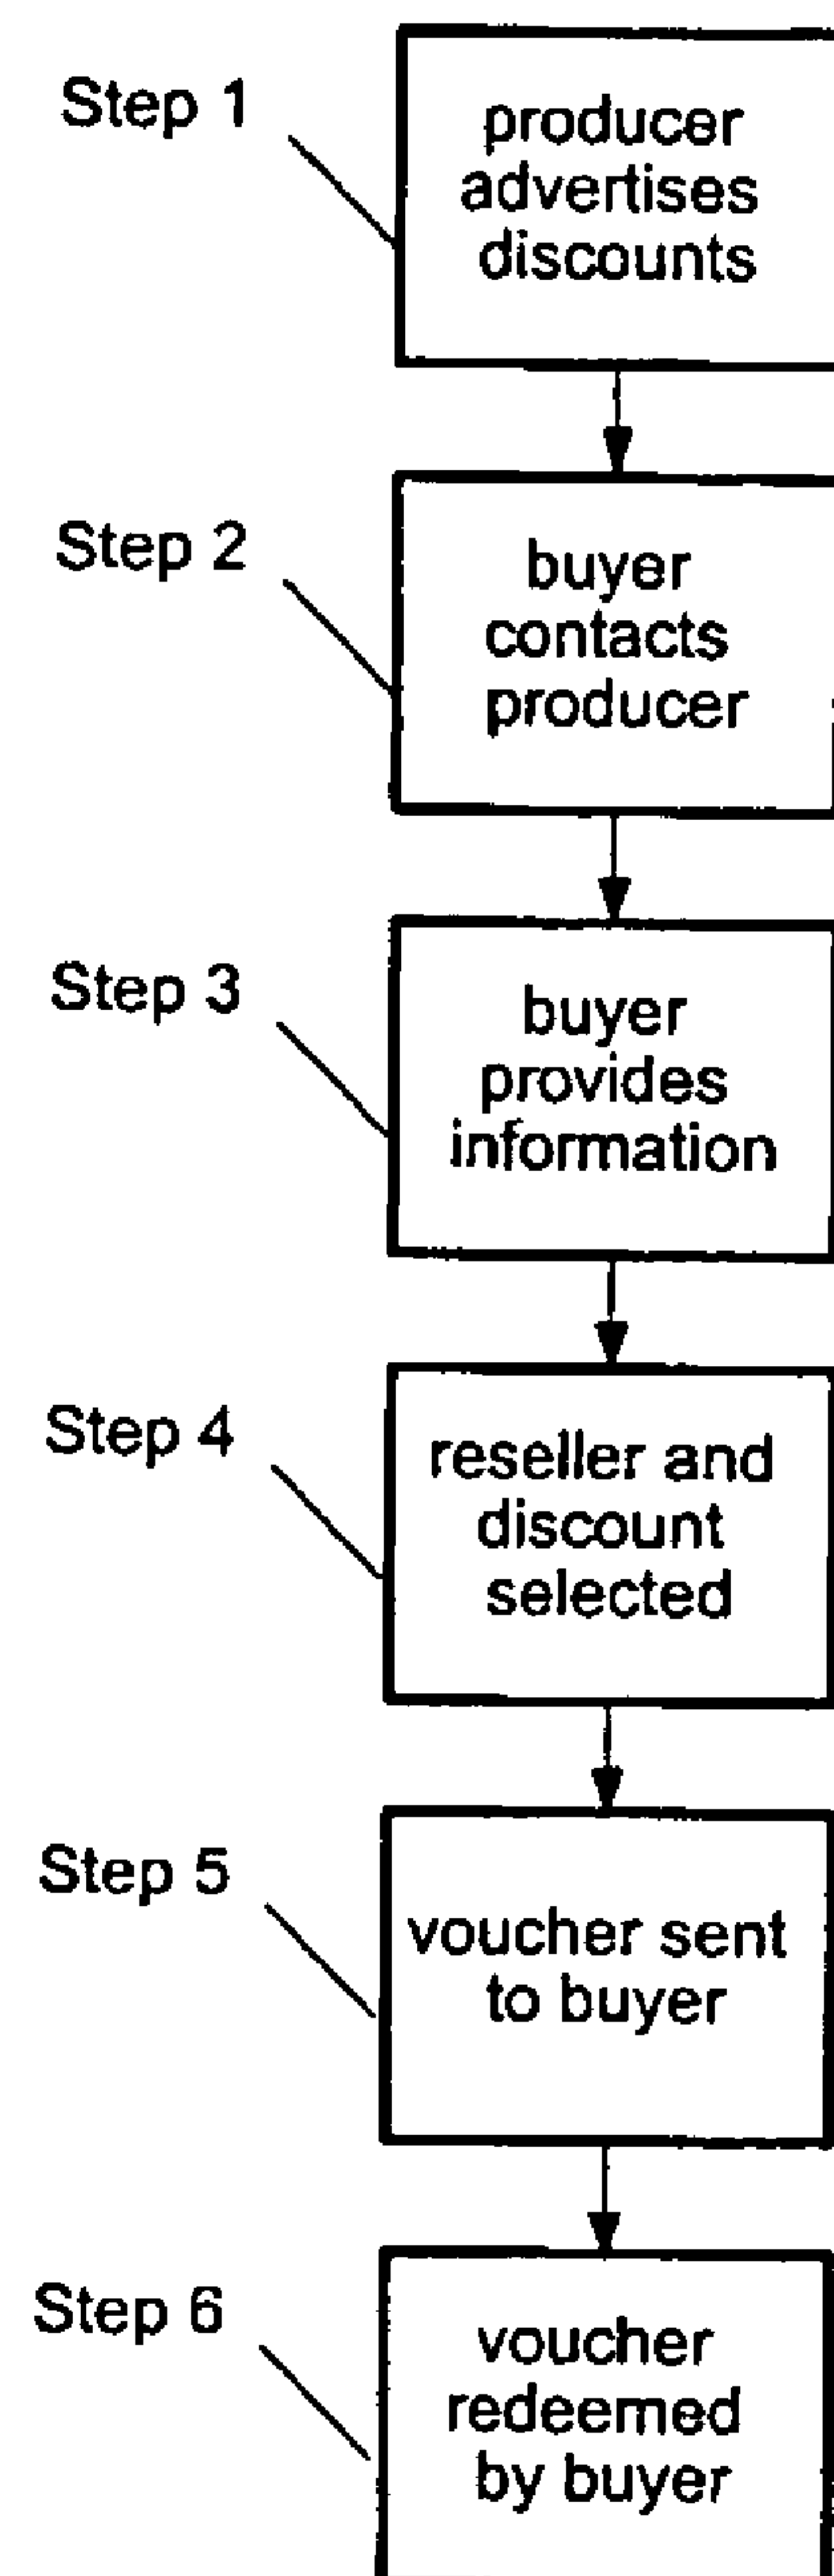 Step 1
producer
advertises
discounts
Step 2
buyer
contacts
producer
Step 3
buyer
provides
information
Step 4
reseller and
discount
selected
Step 5
voucher sent
to buyer
Step 6
voucher
redeemed
by buyer